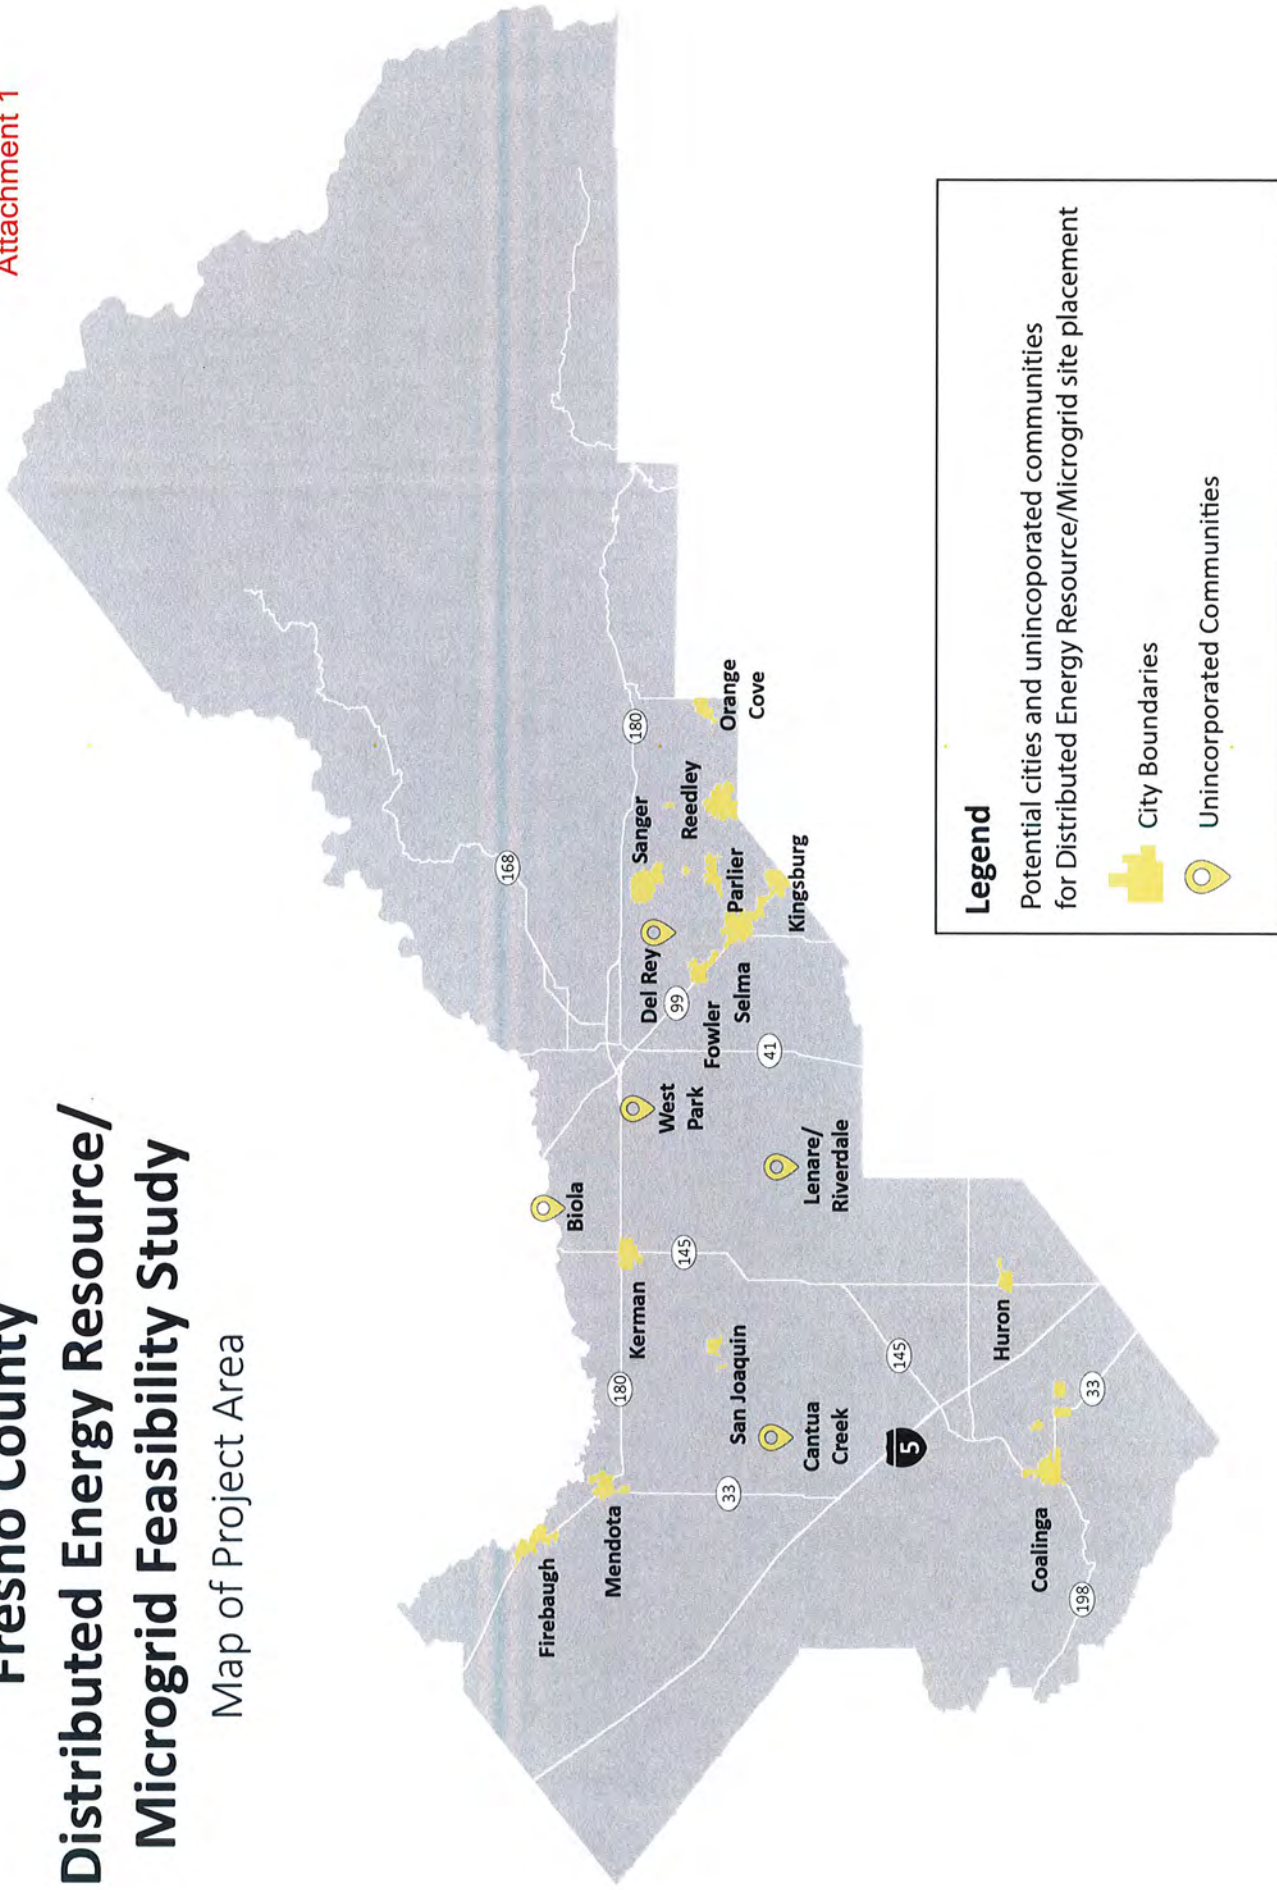 Attachment 1
Fresno County
Distributed Energy Resource/
Microgrid Feasibility Study
Map of Project Area
Firebaugh
Mendota
180
Kerman
Biola
145
33
San Joaquin
Cantua
Creek
West
Park
Lenare/
Riverdale
41
168
180
Del Rey
99
Fowler
Selma
Sanger
Reedley
Parlier
Kingsburg
Orange
Cove
5
145
Huron
33
Coalinga
198
Legend
Potential cities and unincoporated communities
for Distributed Energy Resource/Microgrid site placement
City Boundaries
Unincorporated Communities